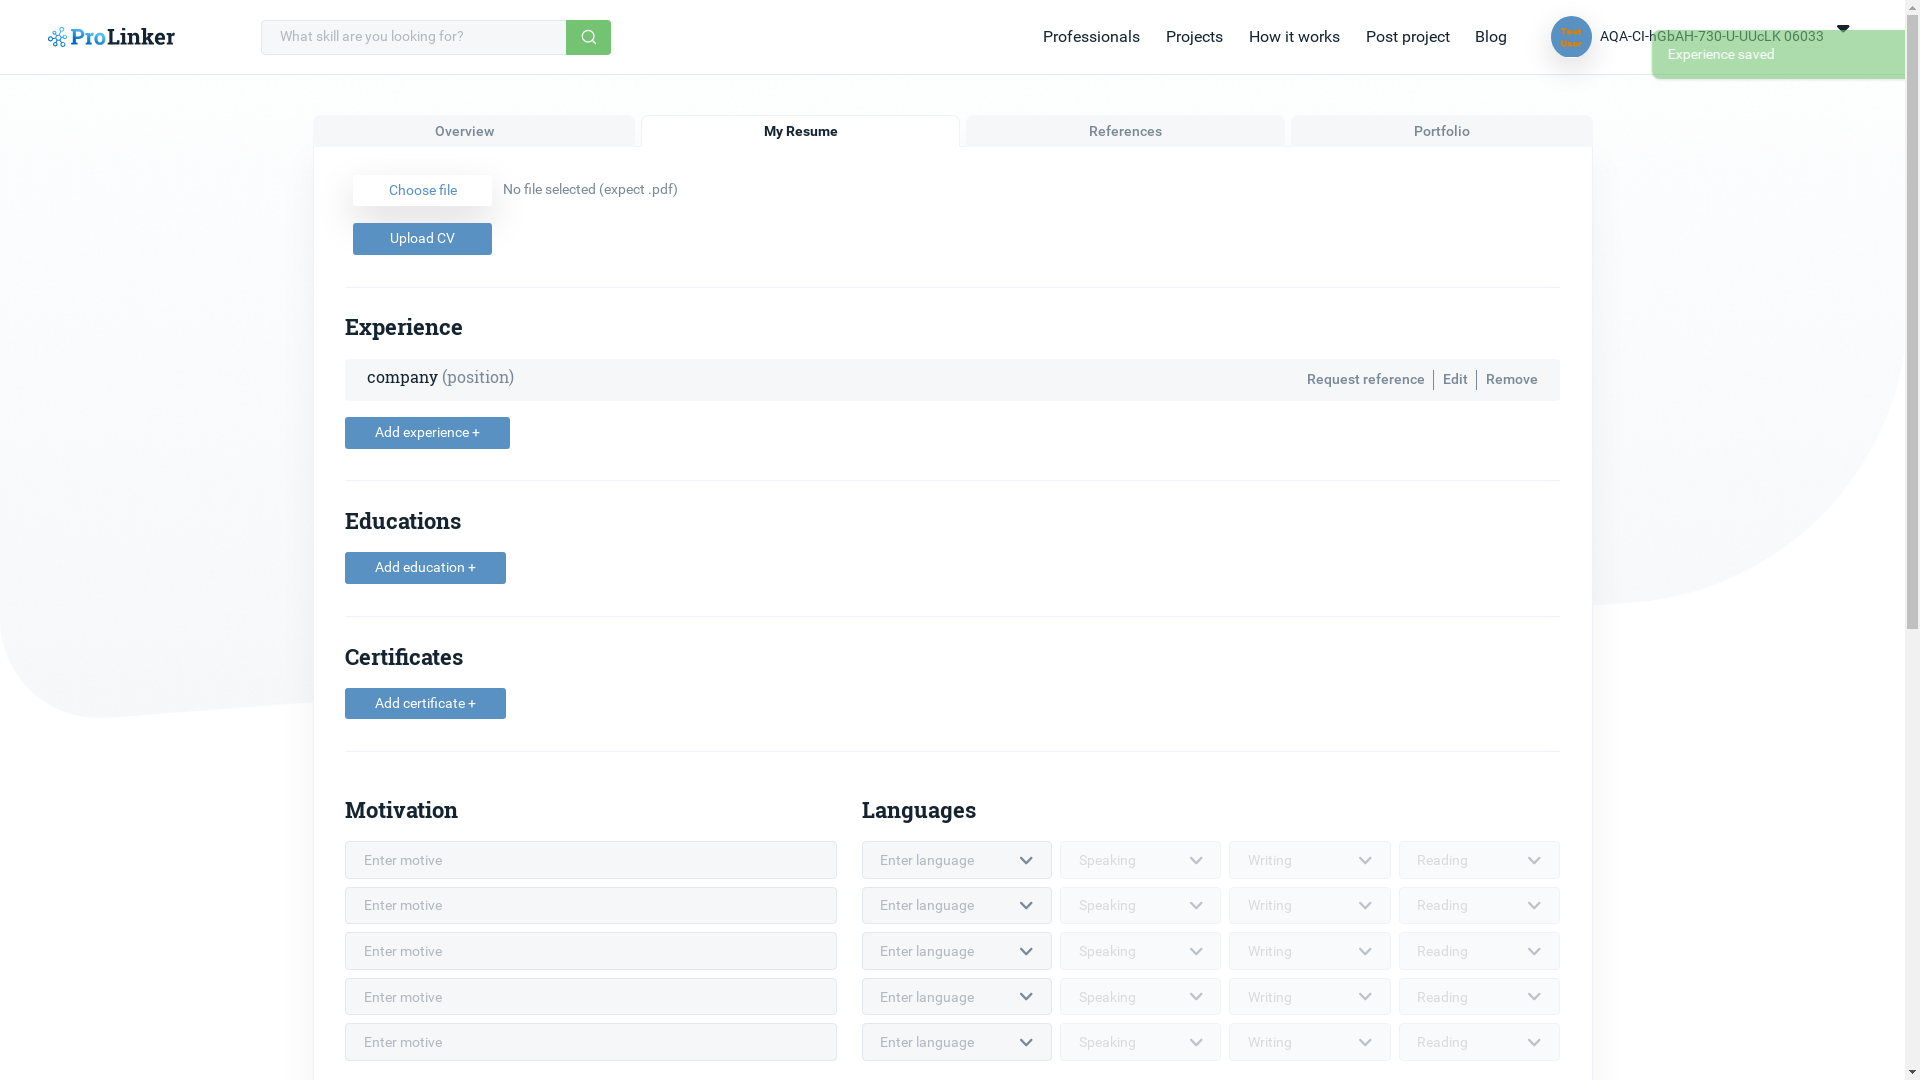 ProLinker
What skill are you looking for?
Professionals
Projects
How it works
Post project
Blog
Test
User
AQA-CI-hGbAH-730-U-UUcLK 06033
Experience saved
Overview
My Resume
References
Portfolio
Choose file
No file selected (expect .pdf)
Upload CV
Experience
company (position)
Request reference
Edit
Remove
Add experience +
Educations
Add education +
Certificates
Add certificate +
Motivation
Languages
Enter motive
Enter language
Speaking
Writing
Reading
Enter motive
Enter language
Speaking
Writing
Reading
Enter motive
Enter language
Speaking
Writing
Reading
Enter motive
Enter language
Speaking
Writing
Reading
Enter motive
Enter language
Speaking
Writing
Reading